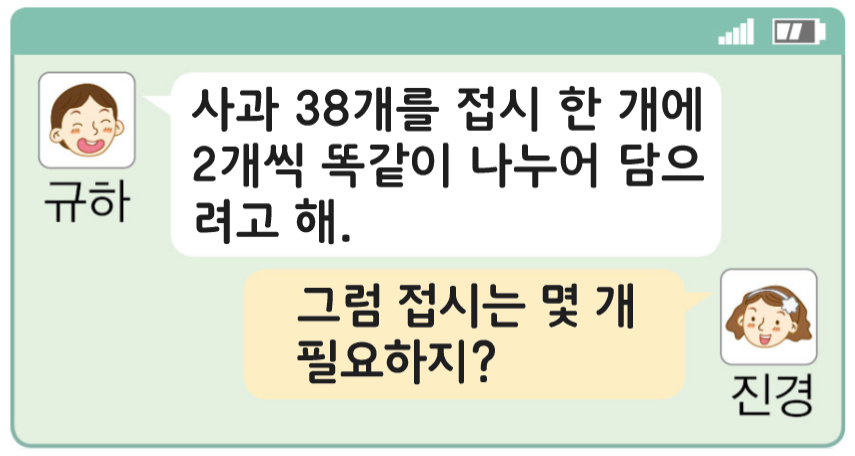 사과 38개를 접시 한 개에
2개씩 똑같이 나누어 담으
려고 해.
규하
그럼 접시는 몇 개
필요하지?
진경